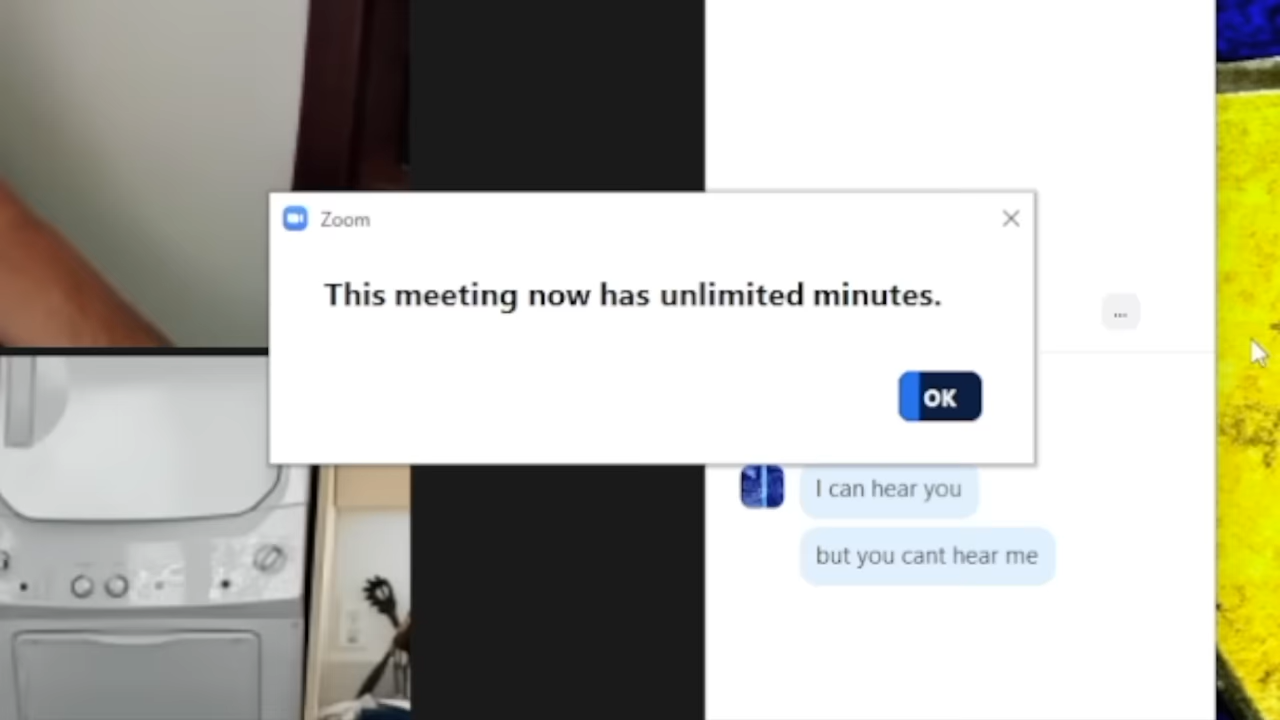 Zoom
This meeting now has unlimited minutes.
...
OK
I can hear you
but you cant hear me